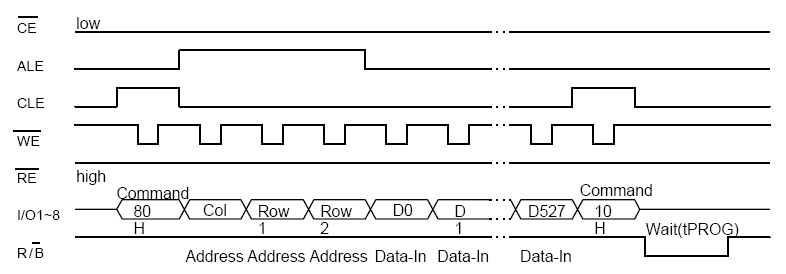 CE low
ALE
CLE
WE
RE high
Command Command
I/O1~8 80 Col Row Row D0 D D527 10
H 1 2 1 H Wait(tPROG)
R/B
Address Address Address Data-In Data-In Data-In